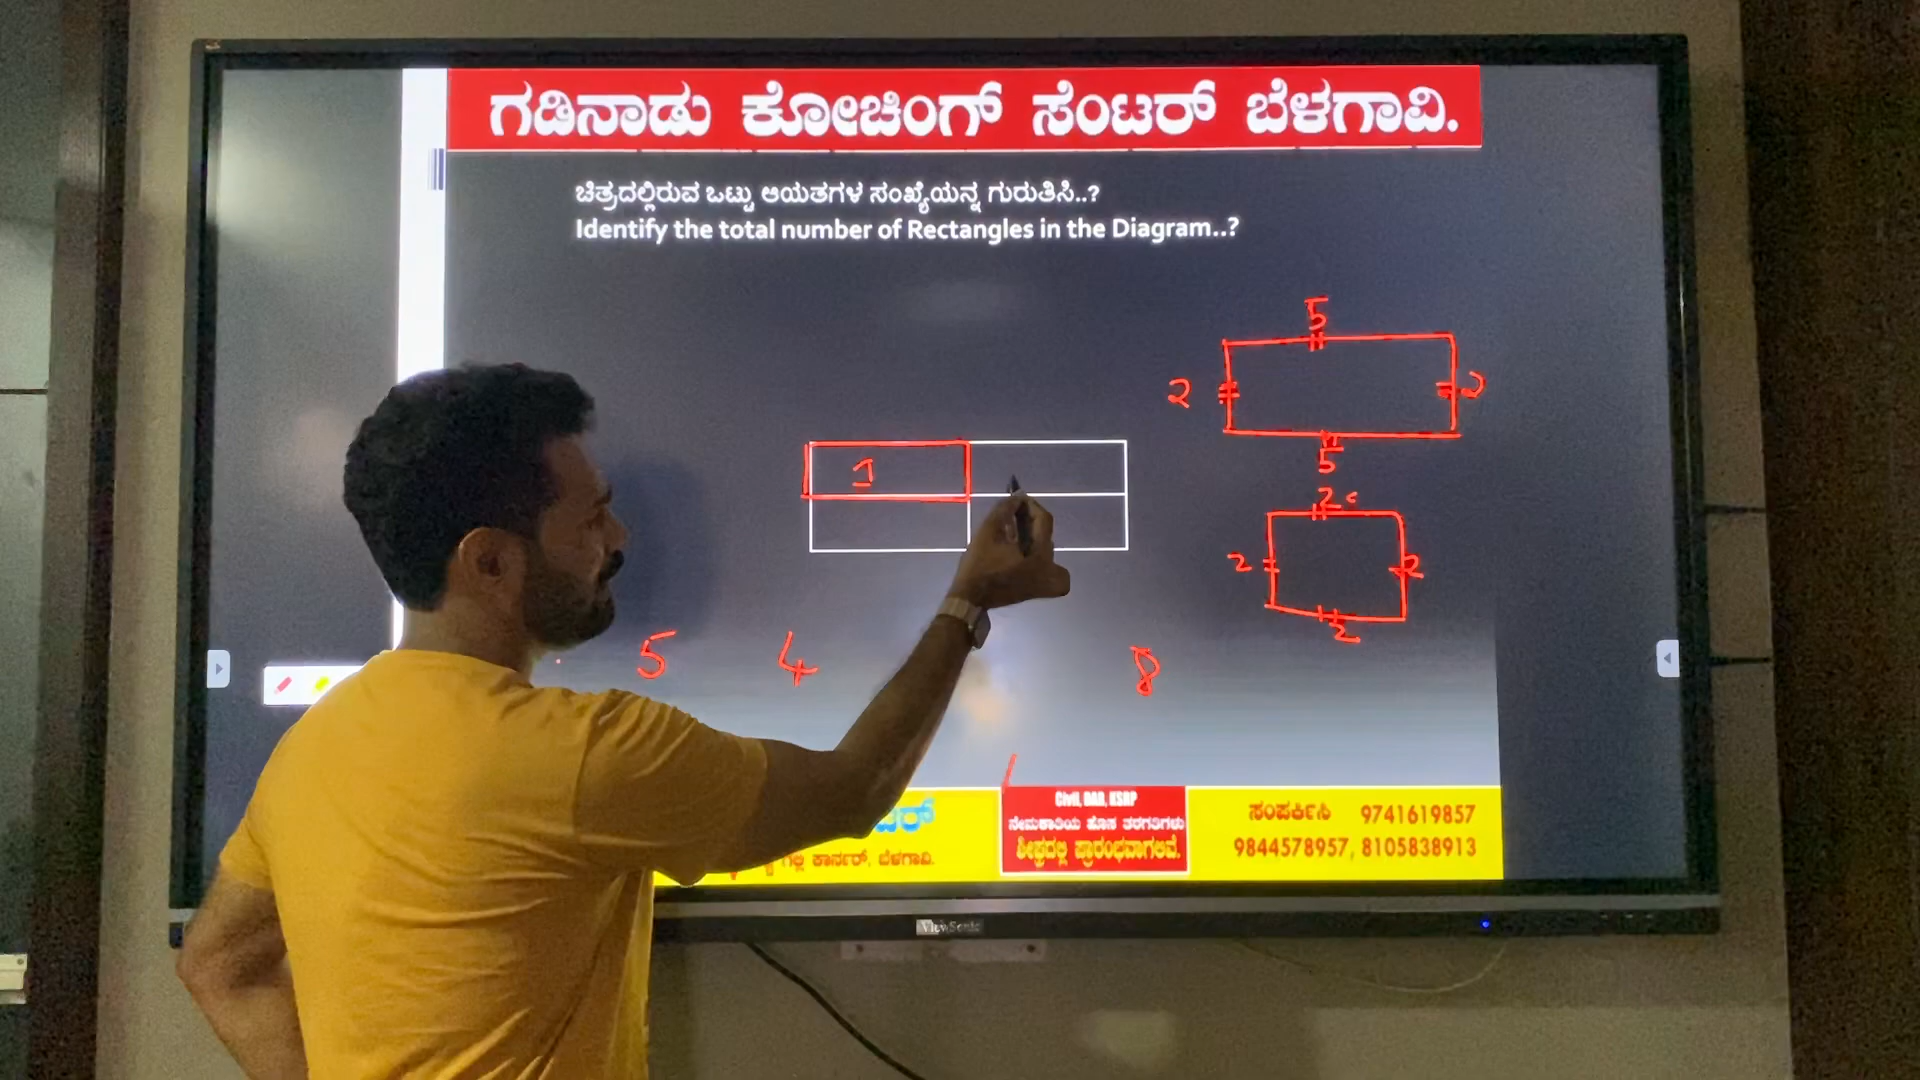 ಗಡಿನಾಡು ಕೋಚಿಂಗ್ ಸೆಂಟರ್ ಬೆಳಗಾವಿ.
ಚಿತ್ರದಲ್ಲಿರುವ ಒಟ್ಟು ಆಯತಗಳ ಸಂಖ್ಯೆಯನ್ನ ಗುರುತಿಸಿ..?
Identify the total number of Rectangles in the Diagram..?
5
2 2
5
1
2
2 2
2
5 4 8
Civil, DAR, KSRP
ನೇಮಕಾತಿಯ ಹೊಸ ತರಗತಿಗಳು
ಶೀಘ್ರದಲ್ಲಿ ಪ್ರಾರಂಭವಾಗಲಿವೆ.
ಗಲ್ಲಿ ಕಾರ್ನರ್, ಬೆಳಗಾವಿ.
ಸಂಪರ್ಕಿಸಿ 9741619857
9844578957, 8105838913
ViewSonic